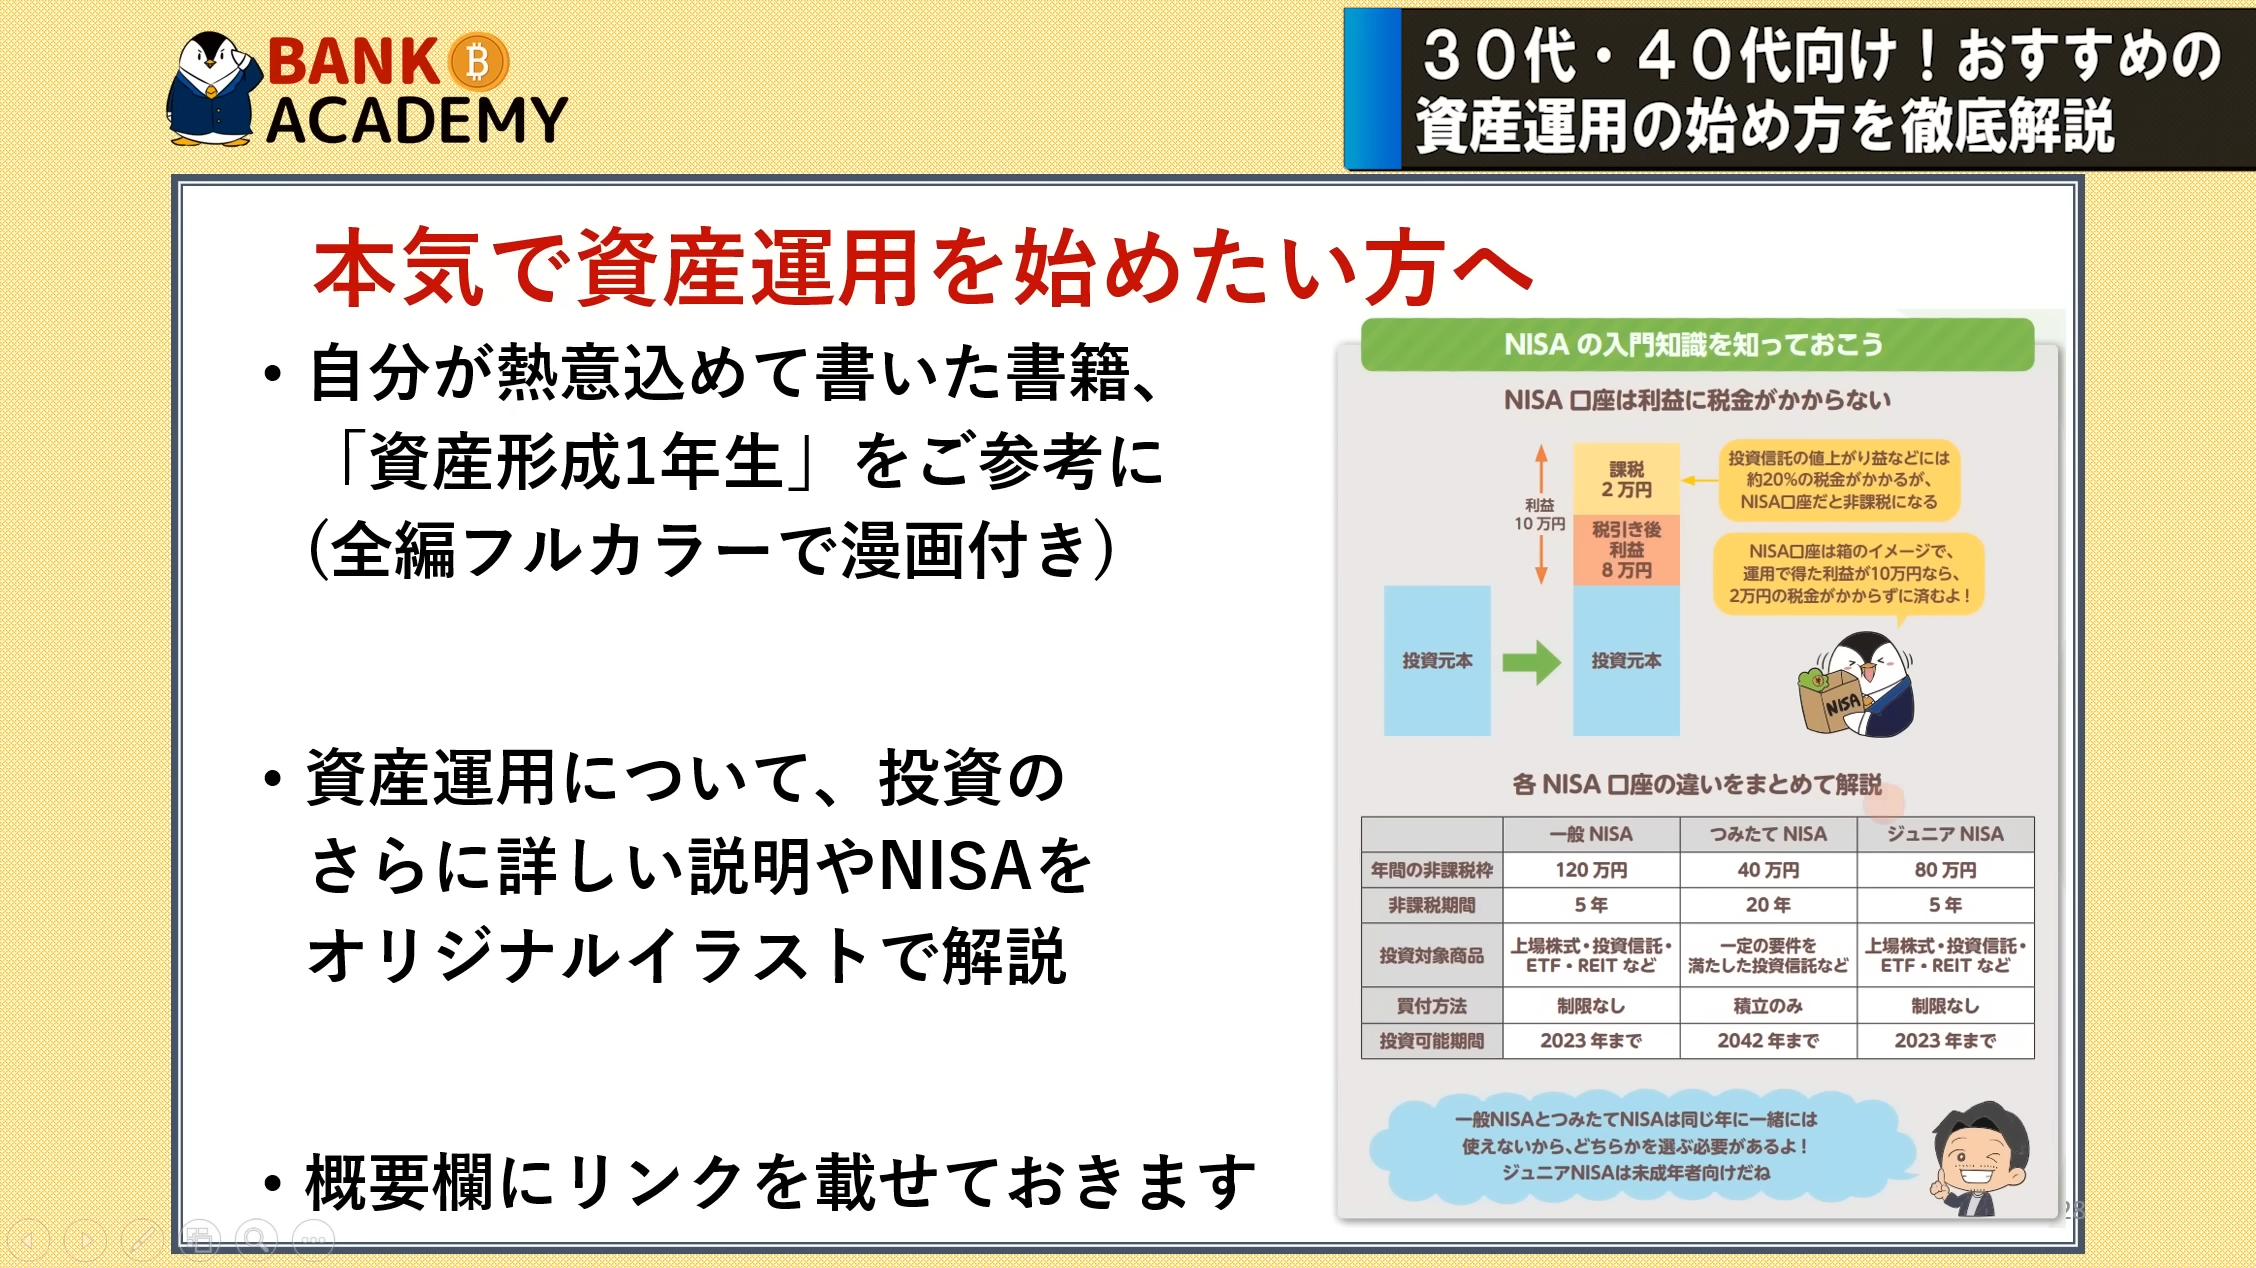 BANK
ACADEMY
３０代・４０代向け！おすすめの
資産運用の始め方を徹底解説
本気で資産運用を始めたい方へ
・自分が熱意込めて書いた書籍、
「資産形成1年生」をご参考に
(全編フルカラーで漫画付き)
・資産運用について、投資の
さらに詳しい説明やNISAを
オリジナルイラストで解説
・概要欄にリンクを載せておきます
NISA の入門知識を知っておこう
NISA 口座は利益に税金がかからない
利益
10 万円
課税
2 万円
税引き後
利益
8 万円
投資元本
投資元本
投資信託の値上がり益などには
約20%の税金がかかるが、
NISA口座だと非課税になる
NISA口座は箱のイメージで、
運用で得た利益が10万円なら、
2万円の税金がかからずに済むよ！
NISA
各 NISA 口座の違いをまとめて解説
一般 NISA つみたて NISA ジュニア NISA
年間の非課税枠 120 万円 40 万円 80 万円
非課税期間 5 年 20 年 5 年
投資対象商品 上場株式・投資信託・ETF・REIT など 一定の要件を満たした投資信託など 上場株式・投資信託・ETF・REIT など
買付方法 制限なし 積立のみ 制限なし
投資可能期間 2023 年まで 2042 年まで 2023 年まで
一般NISAとつみたてNISAは同じ年に一緒には
使えないから、どちらかを選ぶ必要があるよ！
ジュニアNISAは未成年者向けだね
28